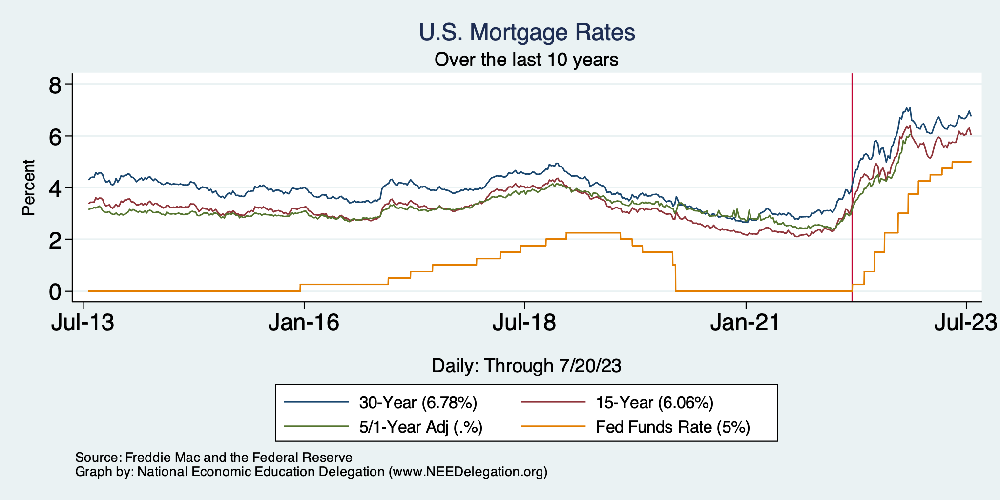 U.S. Mortgage Rates
Over the last 10 years
Percent
8
6
4
2
0
Jul-13 Jan-16 Jul-18 Jan-21 Jul-23
Daily: Through 7/20/23
30-Year (6.78%) 15-Year (6.06%)
5/1-Year Adj (.%) Fed Funds Rate (5%)
Source: Freddie Mac and the Federal Reserve
Graph by: National Economic Education Delegation (www.NEEDelegation.org)